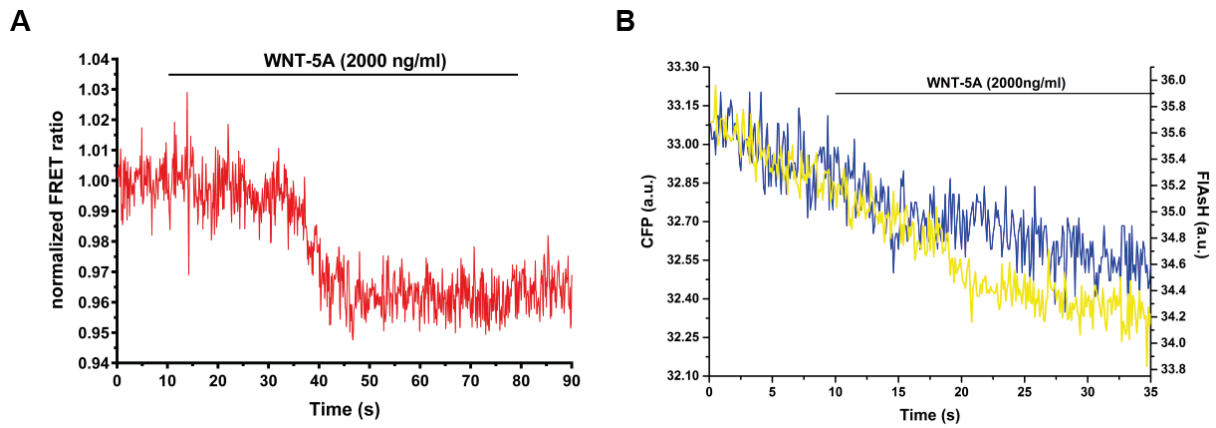 A
WNT-5A (2000 ng/ml)
normalized FRET ratio
1.04
1.03
1.02
1.01
1.00
0.99
0.98
0.97
0.96
0.95
0.94
0 10 20 30 40 50 60 70 80 90
Time (s)
B
WNT-5A (2000ng/ml)
CFP (a.u.)
33.30
33.15
33.00
32.85
32.70
32.55
32.40
32.25
32.10
0 5 10 15 20 25 30 35
Time (s)
36.0
35.8
35.6
35.4
35.2
35.0
34.8
34.6
34.4
34.2
34.0
33.8
FlAsH (a.u.)